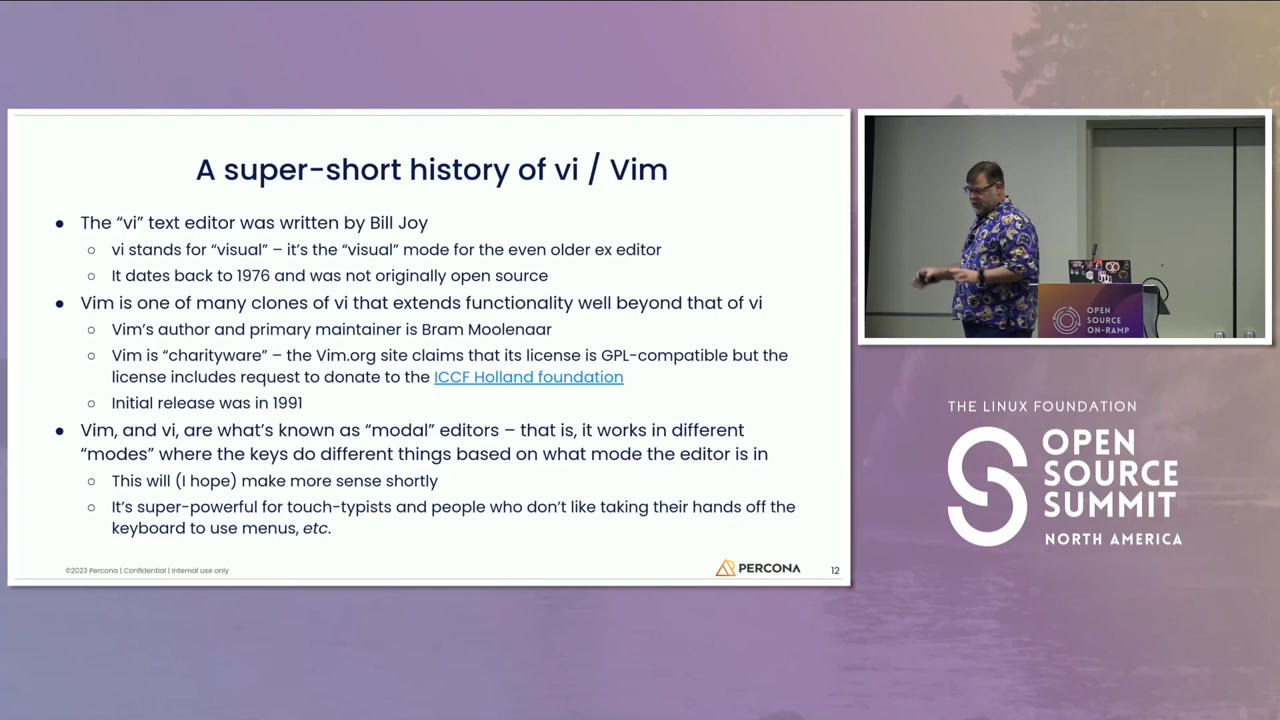 A super-short history of vi / Vim
● The “vi” text editor was written by Bill Joy
○ vi stands for “visual” – it’s the “visual” mode for the even older ex editor
○ It dates back to 1976 and was not originally open source
● Vim is one of many clones of vi that extends functionality well beyond that of vi
○ Vim’s author and primary maintainer is Bram Moolenaar
○ Vim is “charityware” – the Vim.org site claims that its license is GPL-compatible but the
license includes request to donate to the ICCF Holland foundation
○ Initial release was in 1991
● Vim, and vi, are what’s known as “modal” editors – that is, it works in different
“modes” where the keys do different things based on what mode the editor is in
○ This will (I hope) make more sense shortly
○ It’s super-powerful for touch-typists and people who don’t like taking their hands off the
keyboard to use menus, etc.
©2023 Percona | Confidential | Internal use only
PERCONA
12
OPEN
SOURCE
ON-RAMP
THE LINUX FOUNDATION
OPEN
SOURCE
SUMMIT
NORTH AMERICA